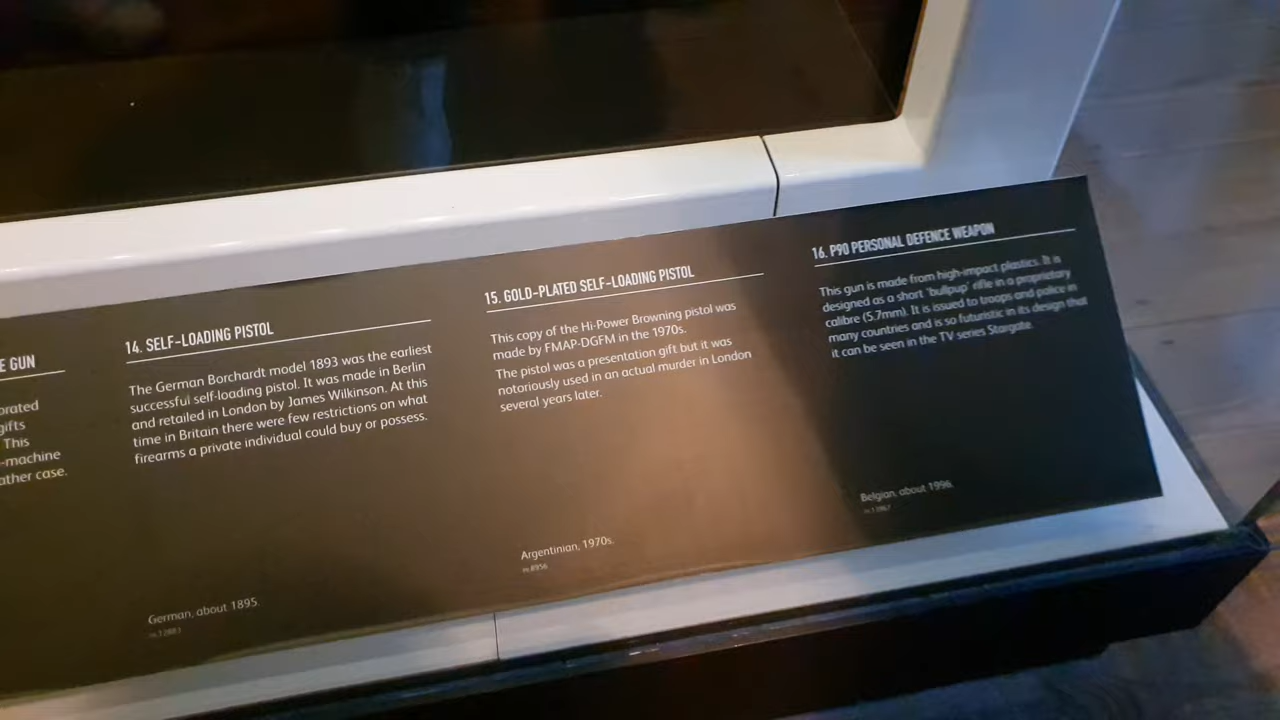 E GUN
orated
gifts
This
-machine
ather case.
14. SELF-LOADING PISTOL
The German Borchardt model 1893 was the earliest
successful self-loading pistol. It was made in Berlin
and retailed in London by James Wilkinson. At this
time in Britain there were few restrictions on what
firearms a private individual could buy or possess.
German, about 1895.
15. GOLD-PLATED SELF-LOADING PISTOL
This copy of the Hi-Power Browning pistol was
made by FMAP-DGFM in the 1970s.
The pistol was a presentation gift but it was
notoriously used in an actual murder in London
several years later.
Argentinian, 1970s.
16. P90 PERSONAL DEFENCE WEAPON
This gun is made from high-impact plastics. It is
designed as a short 'bullpup' rifle in a proprietary
calibre (5.7mm). It is issued to troops and police in
many countries and is so futuristic in its design that
it can be seen in the TV series Stargate.
Belgian, about 1996.